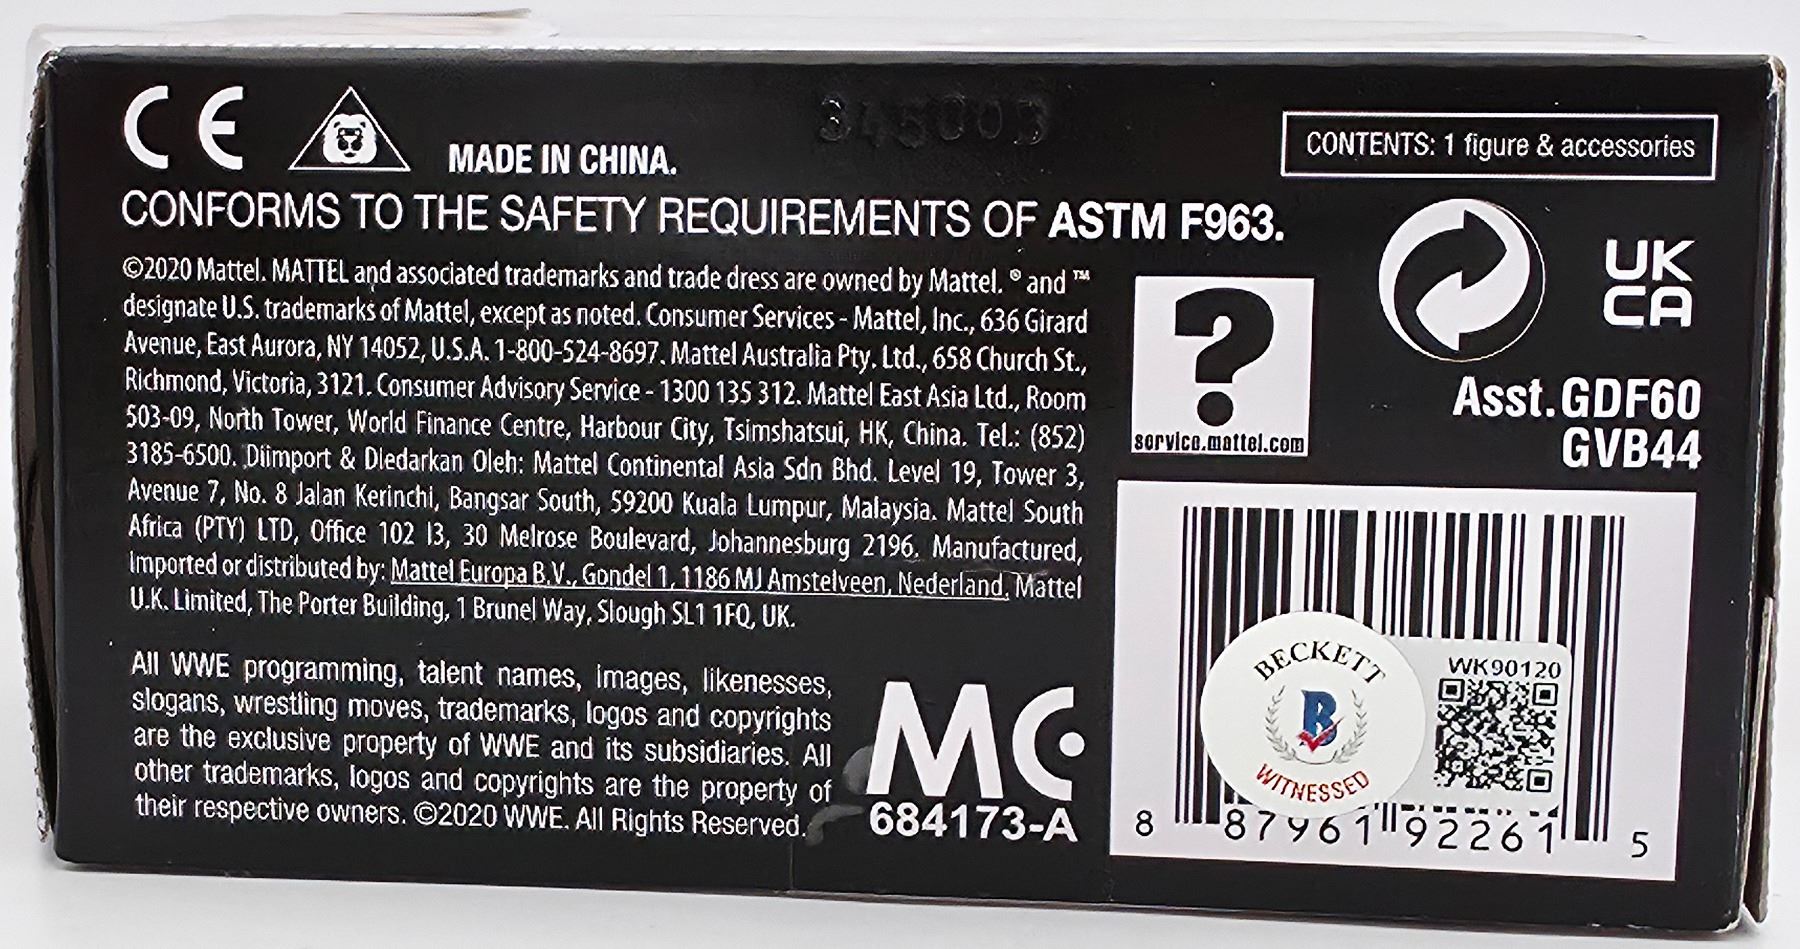 CE
MADE IN CHINA.
CONTENTS: 1 figure & accessories
CONFORMS TO THE SAFETY REQUIREMENTS OF ASTM F963.
©2020 Mattel. MATTEL and associated trademarks and trade dress are owned by Mattel. ® and ™
designate U.S. trademarks of Mattel, except as noted. Consumer Services - Mattel, Inc., 636 Girard
Avenue, East Aurora, NY 14052, U.S.A. 1-800-524-8697. Mattel Australia Pty. Ltd., 658 Church St.,
Richmond, Victoria, 3121. Consumer Advisory Service - 1300 135 312. Mattel East Asia Ltd., Room
503-09, North Tower, World Finance Centre, Harbour City, Tsimshatsui, HK, China. Tel.: (852)
3185-6500. Diimport & Diedarkan Oleh: Mattel Continental Asia Sdn Bhd. Level 19, Tower 3,
Avenue 7, No. 8 Jalan Kerinchi, Bangsar South, 59200 Kuala Lumpur, Malaysia. Mattel South
Africa (PTY) LTD, Office 102 I3, 30 Melrose Boulevard, Johannesburg 2196. Manufactured,
Imported or distributed by: Mattel Europa B.V., Gondel 1, 1186 MJ Amstelveen, Nederland. Mattel
U.K. Limited, The Porter Building, 1 Brunel Way, Slough SL1 1FQ, UK.
All WWE programming, talent names, images, likenesses,
slogans, wrestling moves, trademarks, logos and copyrights
are the exclusive property of WWE and its subsidiaries. All
other trademarks, logos and copyrights are the property of
their respective owners. ©2020 WWE. All Rights Reserved.
MC
684173-A
?
service.mattel.com
UK
CA
Asst.GDF60
GVB44
BECKETT
B
WITNESSED
WK90120
8 87961 92261 5